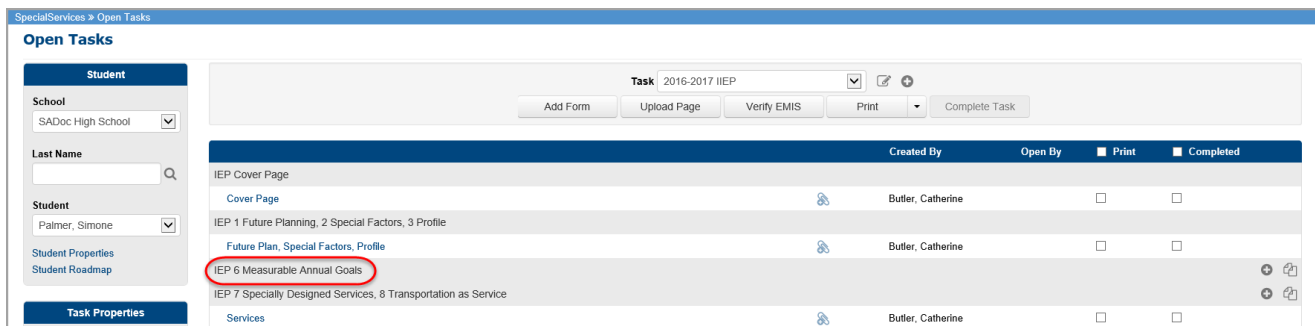 SpecialServices » Open Tasks
Open Tasks
Student
School
SADoc High School
Last Name
Student
Palmer, Simone
Student Properties
Student Roadmap
Task Properties
Task 2016-2017 IIEP
Add Form Upload Page Verify EMIS Print Complete Task
Created By Open By Print Completed
IEP Cover Page
Cover Page Butler, Catherine
IEP 1 Future Planning, 2 Special Factors, 3 Profile
Future Plan, Special Factors, Profile Butler, Catherine
IEP 6 Measurable Annual Goals
IEP 7 Specially Designed Services, 8 Transportation as Service
Services Butler, Catherine